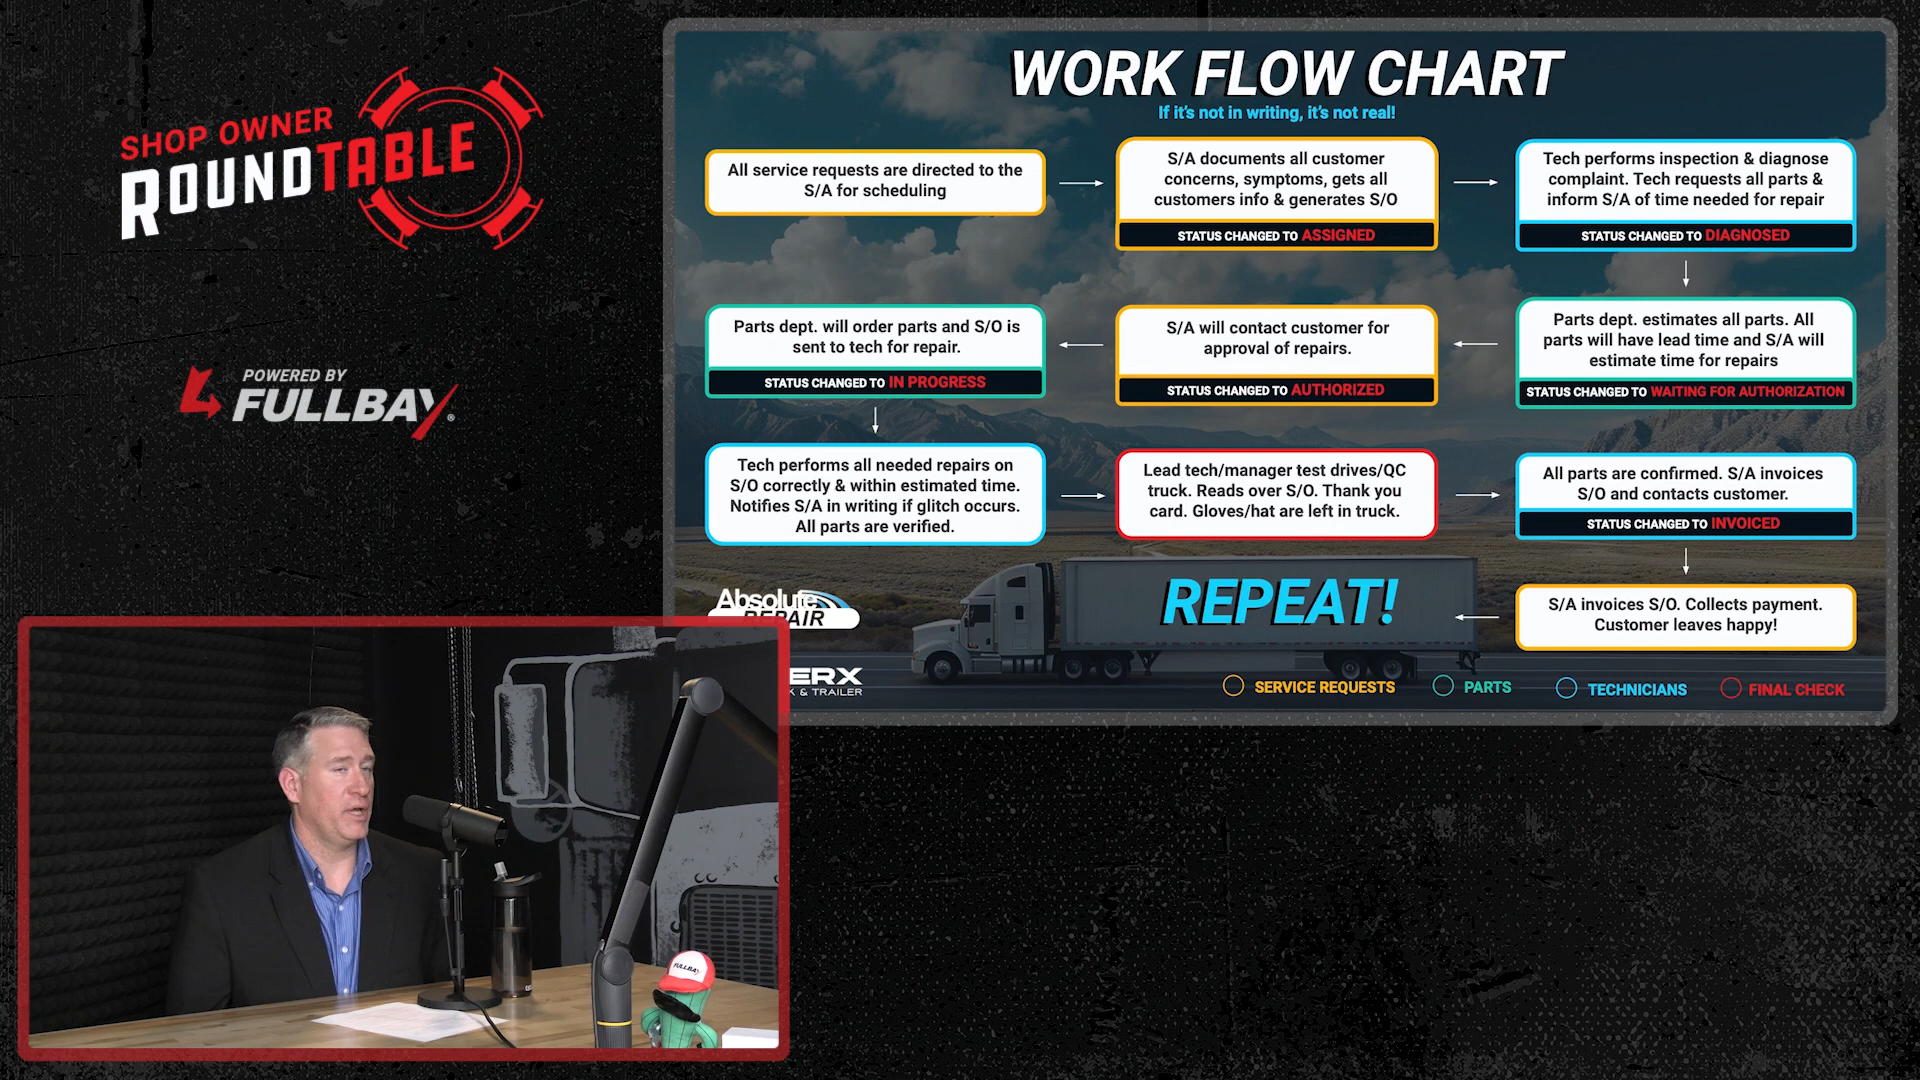 SHOP OWNER
ROUNDTABLE
POWERED BY
FULLBAY®
WORK FLOW CHART
If it's not in writing, it's not real!
All service requests are directed to the
S/A for scheduling
S/A documents all customer
concerns, symptoms, gets all
customers info & generates S/O
STATUS CHANGED TO ASSIGNED
Tech performs inspection & diagnose
complaint. Tech requests all parts &
inform S/A of time needed for repair
STATUS CHANGED TO DIAGNOSED
Parts dept. estimates all parts. All
parts will have lead time and S/A will
estimate time for repairs
STATUS CHANGED TO WAITING FOR AUTHORIZATION
S/A will contact customer for
approval of repairs.
STATUS CHANGED TO AUTHORIZED
Parts dept. will order parts and S/O is
sent to tech for repair.
STATUS CHANGED TO IN PROGRESS
Tech performs all needed repairs on
S/O correctly & within estimated time.
Notifies S/A in writing if glitch occurs.
All parts are verified.
Lead tech/manager test drives/QC
truck. Reads over S/O. Thank you
card. Gloves/hat are left in truck.
All parts are confirmed. S/A invoices
S/O and contacts customer.
STATUS CHANGED TO INVOICED
S/A invoices S/O. Collects payment.
Customer leaves happy!
REPEAT!
Absolute
REPAIR
ERX
K & TRAILER
SERVICE REQUESTS
PARTS
TECHNICIANS
FINAL CHECK
FULLBAY